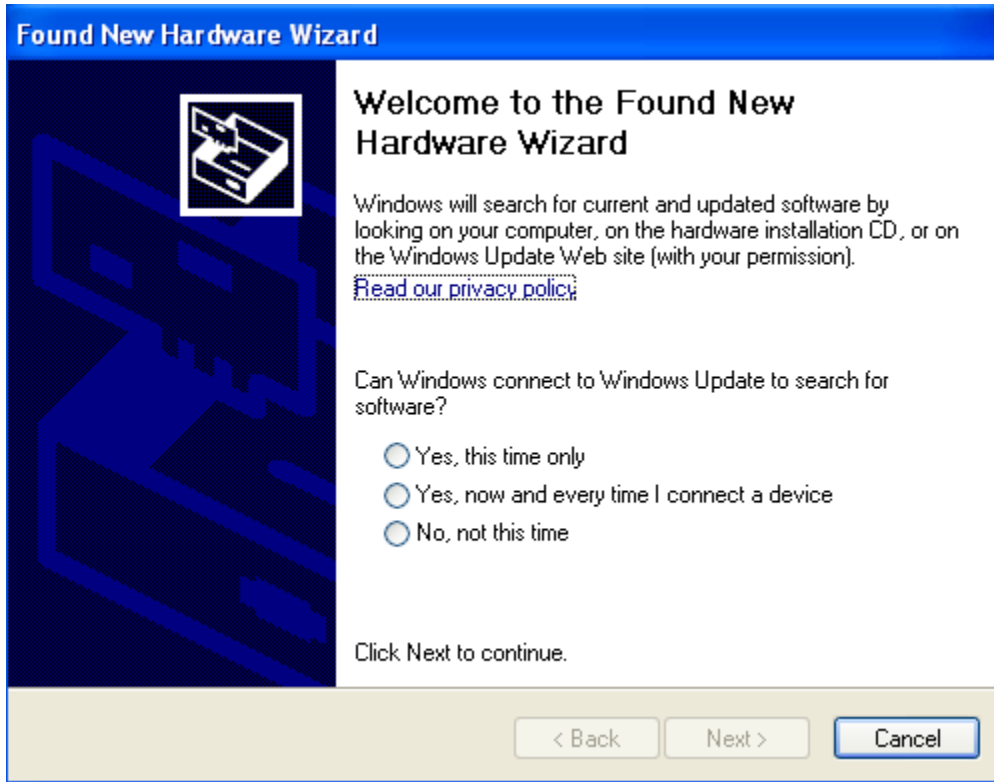 Found New Hardware Wizard
Welcome to the Found New
Hardware Wizard
Windows will search for current and updated software by
looking on your computer, on the hardware installation CD, or on
the Windows Update Web site (with your permission).
Read our privacy policy
Can Windows connect to Windows Update to search for
software?
Yes, this time only
Yes, now and every time I connect a device
No, not this time
Click Next to continue.
< Back
Next >
Cancel